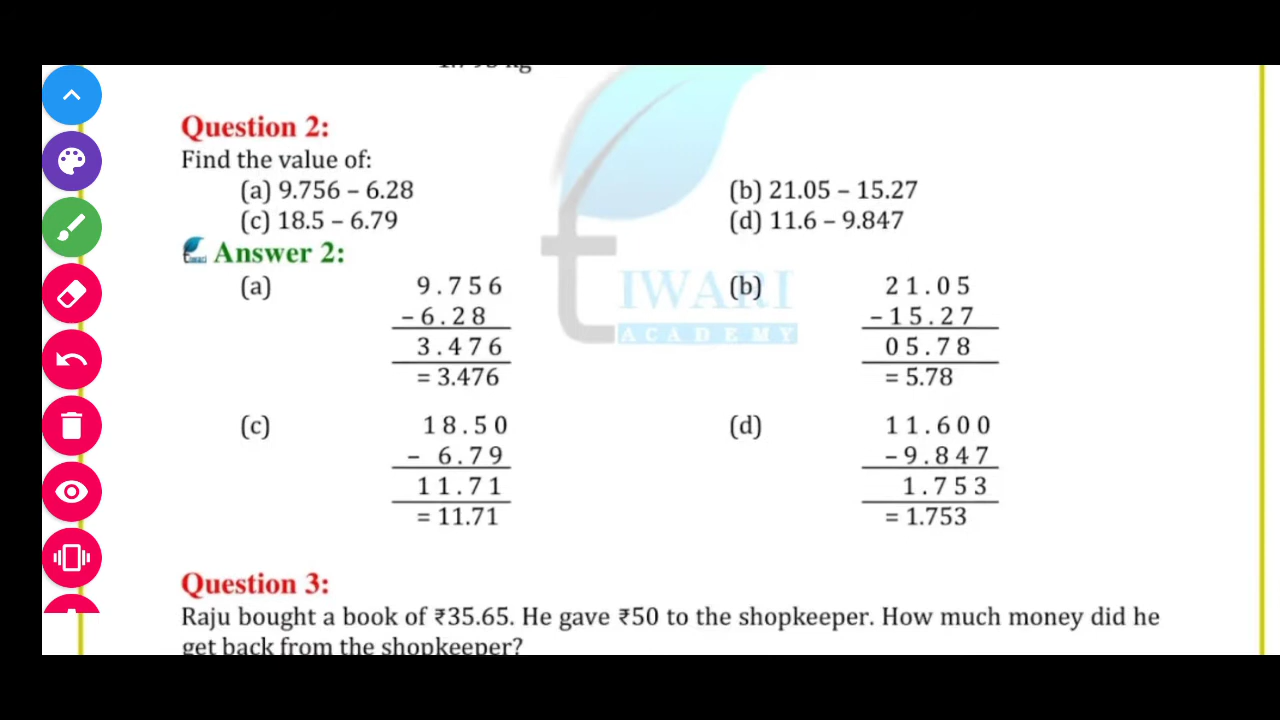 Question 2:
Find the value of:
(a) 9.756 – 6.28 (b) 21.05 – 15.27
(c) 18.5 – 6.79 (d) 11.6 – 9.847
Answer 2:
(a) 9.756 (b) 21.05
– 6.28 – 15.27
3.476 05.78
= 3.476 = 5.78
(c) 18.50 (d) 11.600
– 6.79 – 9.847
11.71 1.753
= 11.71 = 1.753
IWARI
ACADEMY
Question 3:
Raju bought a book of ₹35.65. He gave ₹50 to the shopkeeper. How much money did he
get back from the shopkeeper?